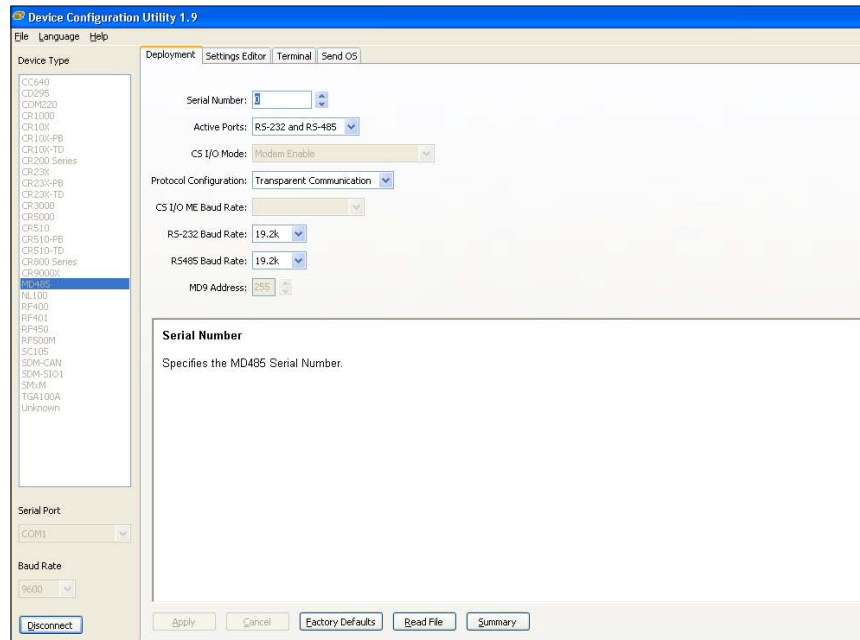 Device Configuration Utility 1.9
File Language Help
Device Type
CC640
CD295
COM220
CR1000
CR10X
CR10X-PB
CR10X-TD
CR200 Series
CR23X
CR23X-PB
CR23X-TD
CR3000
CR5000
CR510
CR510-PB
CR510-TD
CR800 Series
CR9000X
MD485
NL100
RF400
RF401
RF450
RF500M
SC105
SDM-CAN
SDM-SIO1
SMxM
TGA100A
Unknown
Serial Port
COM1
Baud Rate
9600
Disconnect
Deployment Settings Editor Terminal Send OS
Serial Number: 0
Active Ports: RS-232 and RS-485
CS I/O Mode: Modem Enable
Protocol Configuration: Transparent Communication
CS I/O ME Baud Rate:
RS-232 Baud Rate: 19.2k
RS485 Baud Rate: 19.2k
MD9 Address: 255
Serial Number
Specifies the MD485 Serial Number.
Apply Cancel Factory Defaults Read File Summary